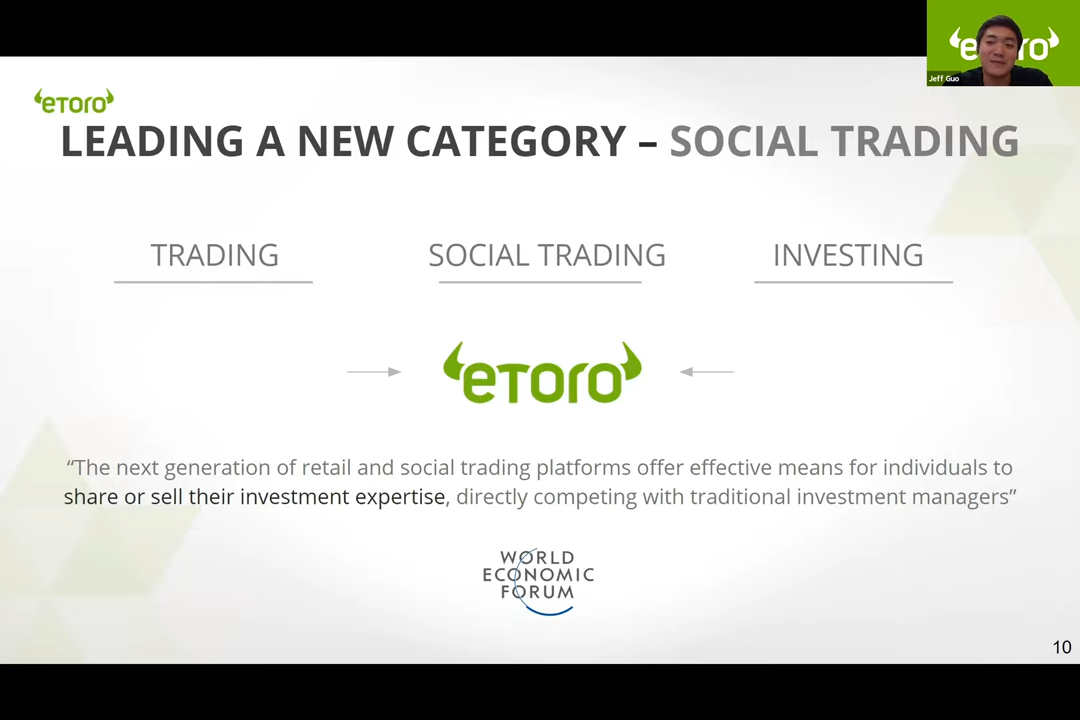 eTORO
Jeff Guo
eTORO
LEADING A NEW CATEGORY – SOCIAL TRADING
TRADING
SOCIAL TRADING
INVESTING
eTORO
“The next generation of retail and social trading platforms offer effective means for individuals to
share or sell their investment expertise, directly competing with traditional investment managers”
WORLD
ECONOMIC
FORUM
10